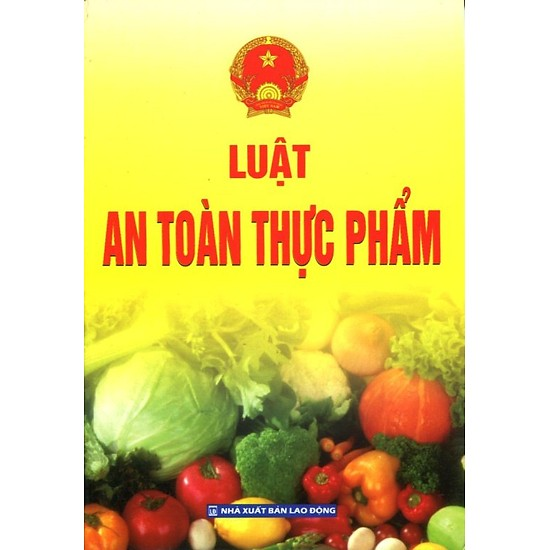 LUẬT
AN TOÀN THỰC PHẨM
NHÀ XUẤT BẢN LAO ĐỘNG